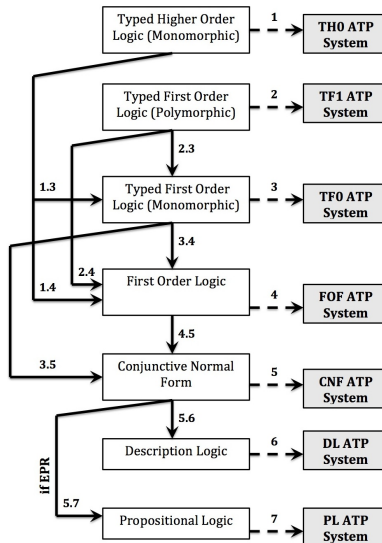 Typed Higher Order
Logic (Monomorphic)
1
TH0 ATP
System
Typed First Order
Logic (Polymorphic)
2
TF1 ATP
System
2.3
1.3
Typed First Order
Logic (Monomorphic)
3
TF0 ATP
System
3.4
2.4
1.4
First Order Logic
4
FOF ATP
System
4.5
3.5
Conjunctive Normal
Form
5
CNF ATP
System
5.6
if EPR
Description Logic
6
DL ATP
System
5.7
Propositional Logic
7
PL ATP
System